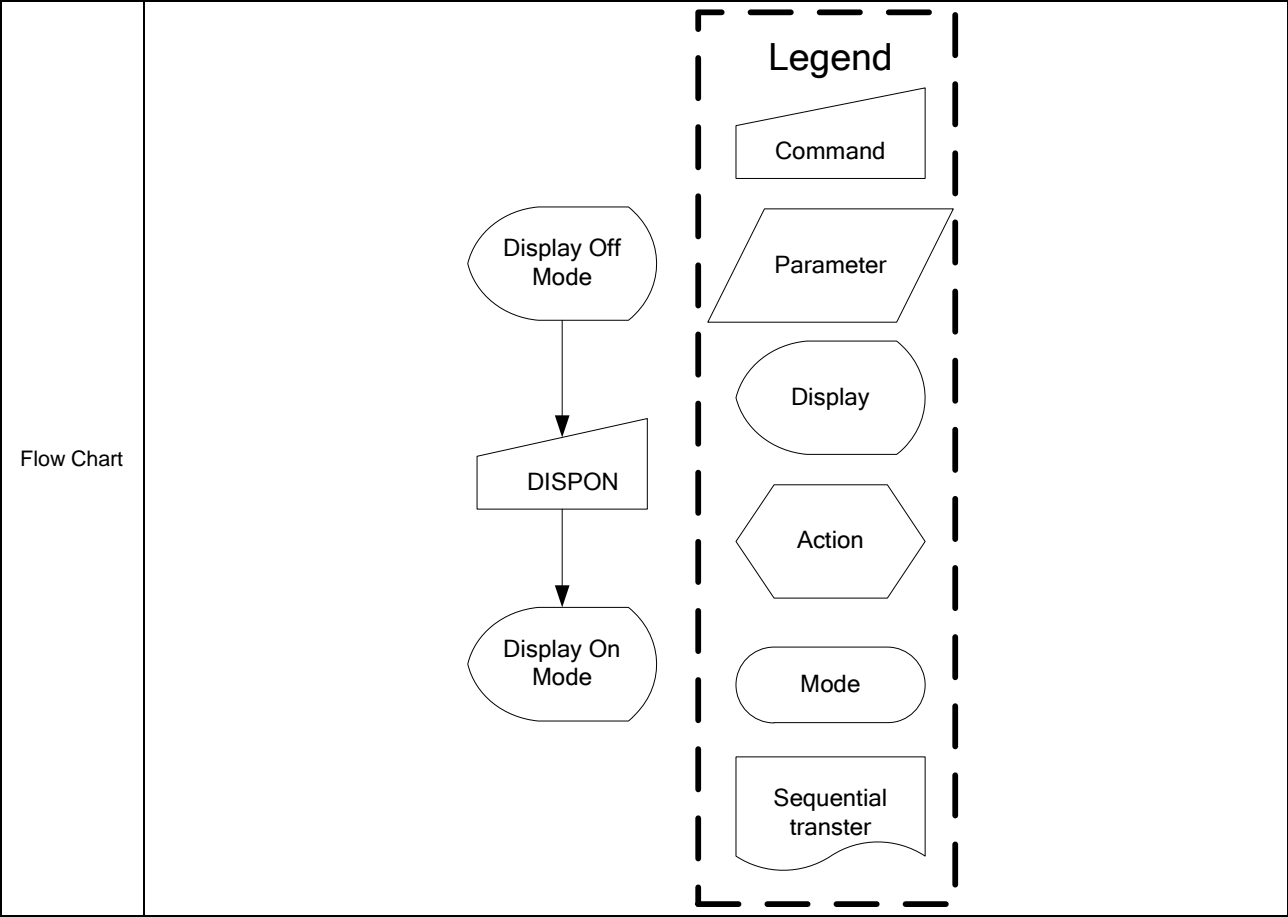 Flow Chart
Display Off
Mode
DISPON
Display On
Mode
Legend
Command
Parameter
Display
Action
Mode
Sequential
transter